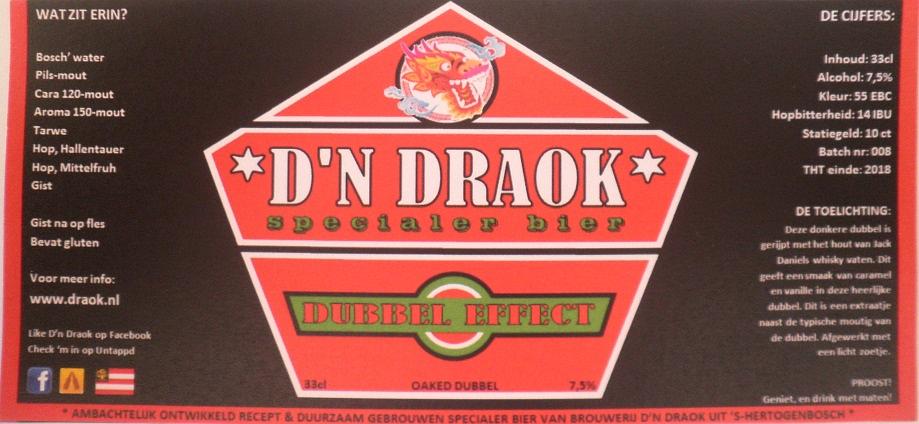 WAT ZIT ERIN?
Bosch' water
Pils-mout
Cara 120-mout
Aroma 150-mout
Tarwe
Hop, Hallentauer
Hop, Mittelfruh
Gist
Gist na op fles
Bevat gluten
Voor meer info:
www.draok.nl
Like D'n Draok op Facebook
Check 'm in op Untappd
f
D'N DRAOK
specialer bier
DUBBEL EFFECT
33cl OAKED DUBBEL 7,5%
DE CIJFERS:
Inhoud: 33cl
Alcohol: 7,5%
Kleur: 55 EBC
Hopbitterheid: 14 IBU
Statiegeld: 10 ct
Batch nr: 008
THT einde: 2018
DE TOELICHTING:
Deze donkere dubbel is
gerijpt met het hout van Jack
Daniels whisky vaten. Dit
geeft een smaak van caramel
en vanille in deze heerlijke
dubbel. Dit is een extraatje
naast de typische moutig van
de dubbel. Afgewerkt met
een licht zoetje.
PROOST!
Geniet, en drink met maten!
* AMBACHTELIJK ONTWIKKELD RECEPT & DUURZAAM GEBROUWEN SPECIALER BIER VAN BROUWERIJ D'N DRAOK UIT 'S-HERTOGENBOSCH *